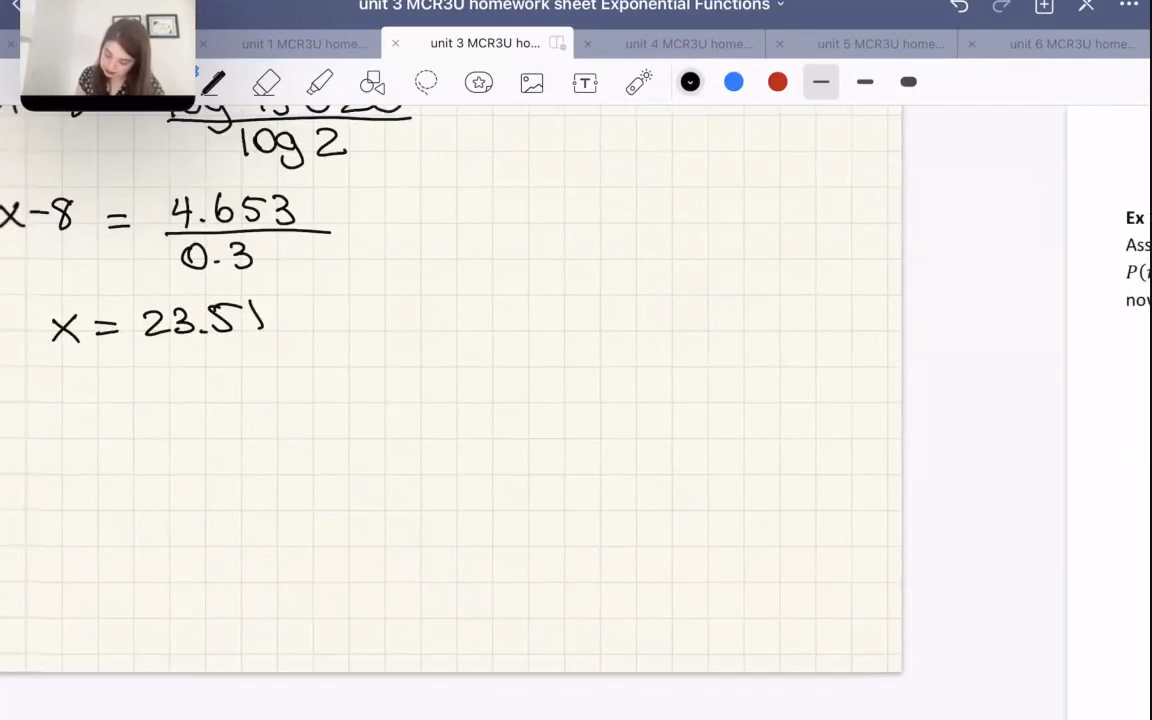 unit 3 MCR3U homework sheet Exponential Functions
unit 1 MCR3U home...
unit 3 MCR3U ho...
unit 4 MCR3U home...
unit 5 MCR3U home...
unit 6 MCR3U home...
log 2
x-8 = 4.653
0.3
x = 23.51
Ex
Ass
P(
now